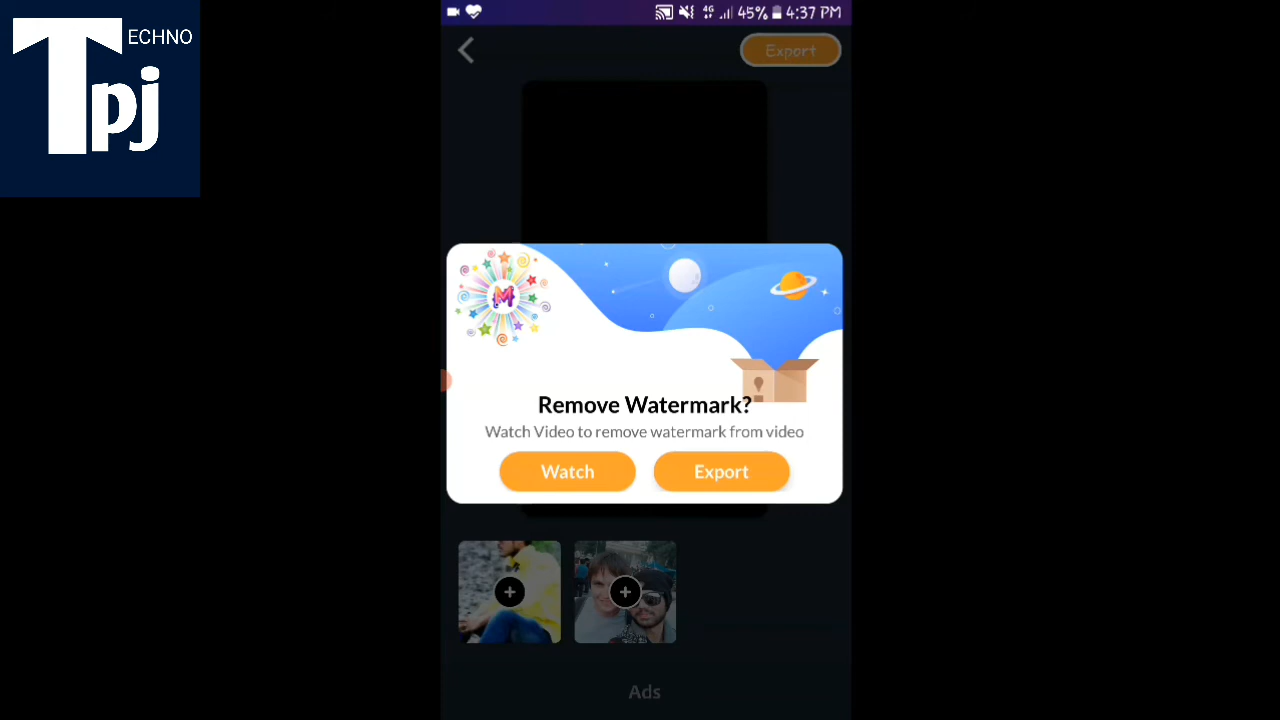 ECHNO
Tpj
4G 45% 4:37 PM
Export
M
Remove Watermark?
Watch Video to remove watermark from video
Watch Export
Ads